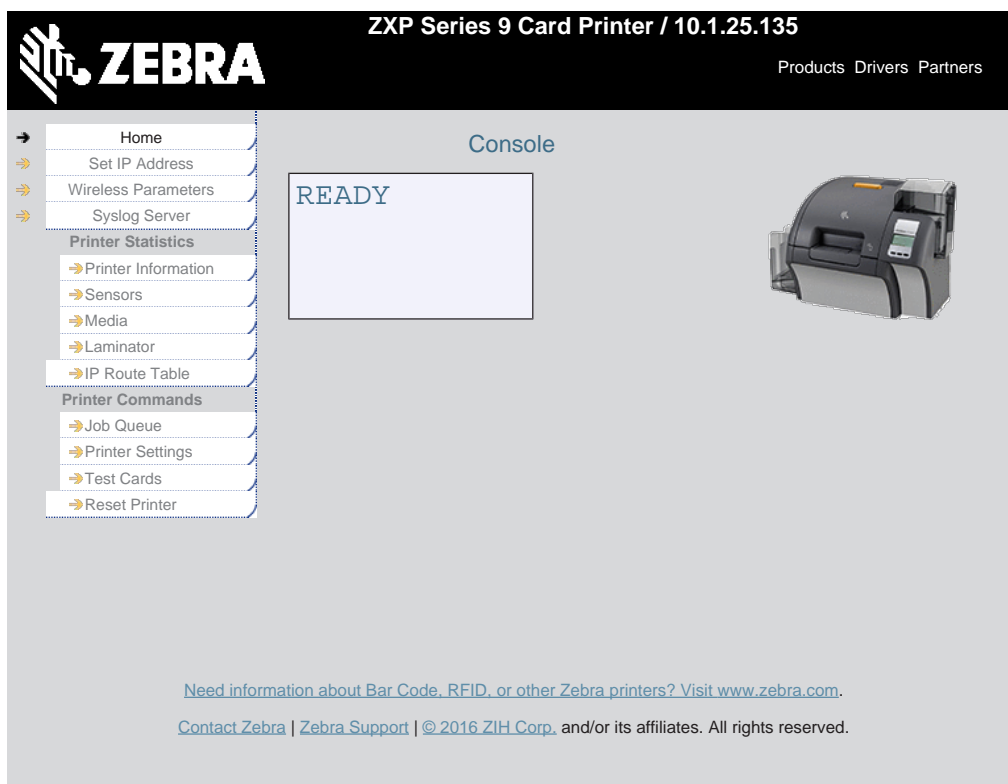 ZXP Series 9 Card Printer / 10.1.25.135
ZEBRA
Products Drivers Partners
Home
Set IP Address
Wireless Parameters
Syslog Server
Printer Statistics
Printer Information
Sensors
Media
Laminator
IP Route Table
Printer Commands
Job Queue
Printer Settings
Test Cards
Reset Printer
Console
READY
Need information about Bar Code, RFID, or other Zebra printers? Visit www.zebra.com.
Contact Zebra | Zebra Support | © 2016 ZIH Corp. and/or its affiliates. All rights reserved.